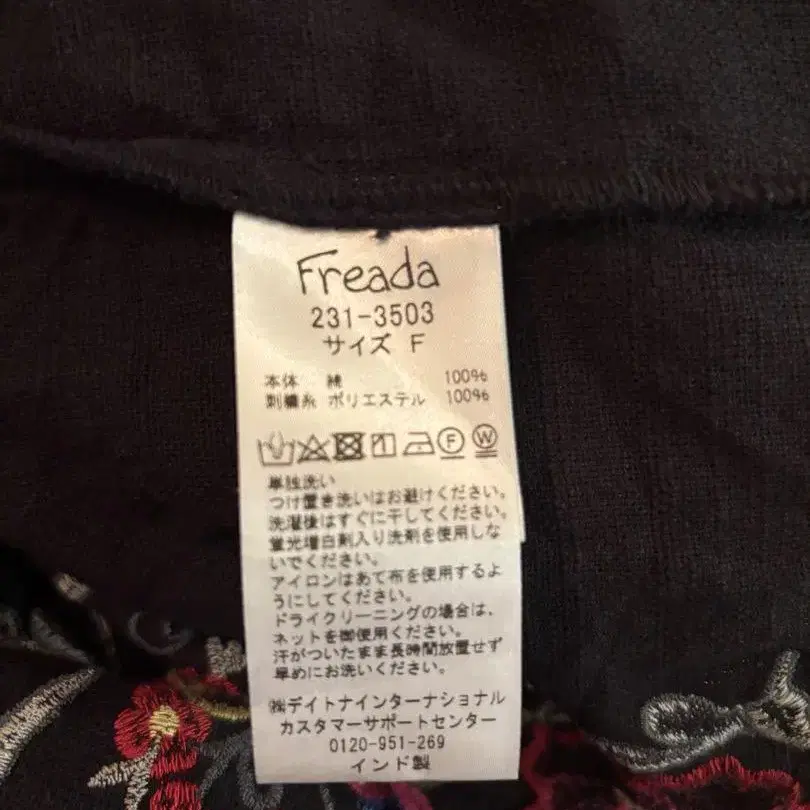 Freada
231-3503
サイズ F
本体 綿 100%
刺繍糸 ポリエステル 100%
F W
単独洗い
つけ置き洗いはお避けください。
洗濯後はすぐに干してください。
蛍光増白剤入り洗剤を使用しな
いでください。
アイロンはあて布を使用するよ
うにしてください。
ドライクリーニングの場合は、
ネットを御使用ください。
汗がついたまま長時間放置せず
早めにお洗いください。
㈱デイトナインターナショナル
カスタマーサポートセンター
0120-951-269
インド製